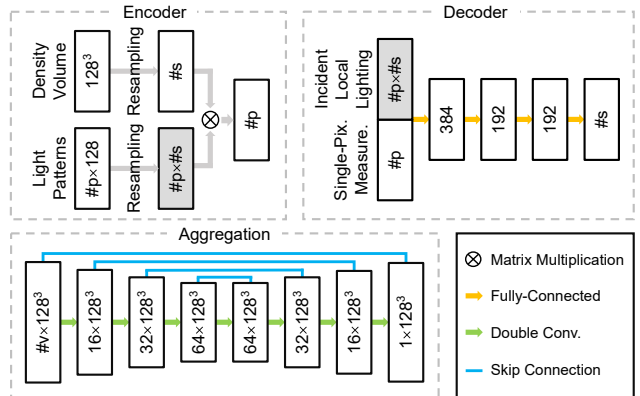 Encoder
Density
Volume
128³
Resampling
#s
Light
Patterns
#p×128
Resampling
#p×#s
#p
Decoder
Incident
Local
Lighting
#p×#s
Single-Pix.
Measure.
#p
384
192
192
#s
Aggregation
#v×128³
16×128³
32×128³
64×128³
64×128³
32×128³
16×128³
1×128³
Matrix Multiplication
Fully-Connected
Double Conv.
Skip Connection